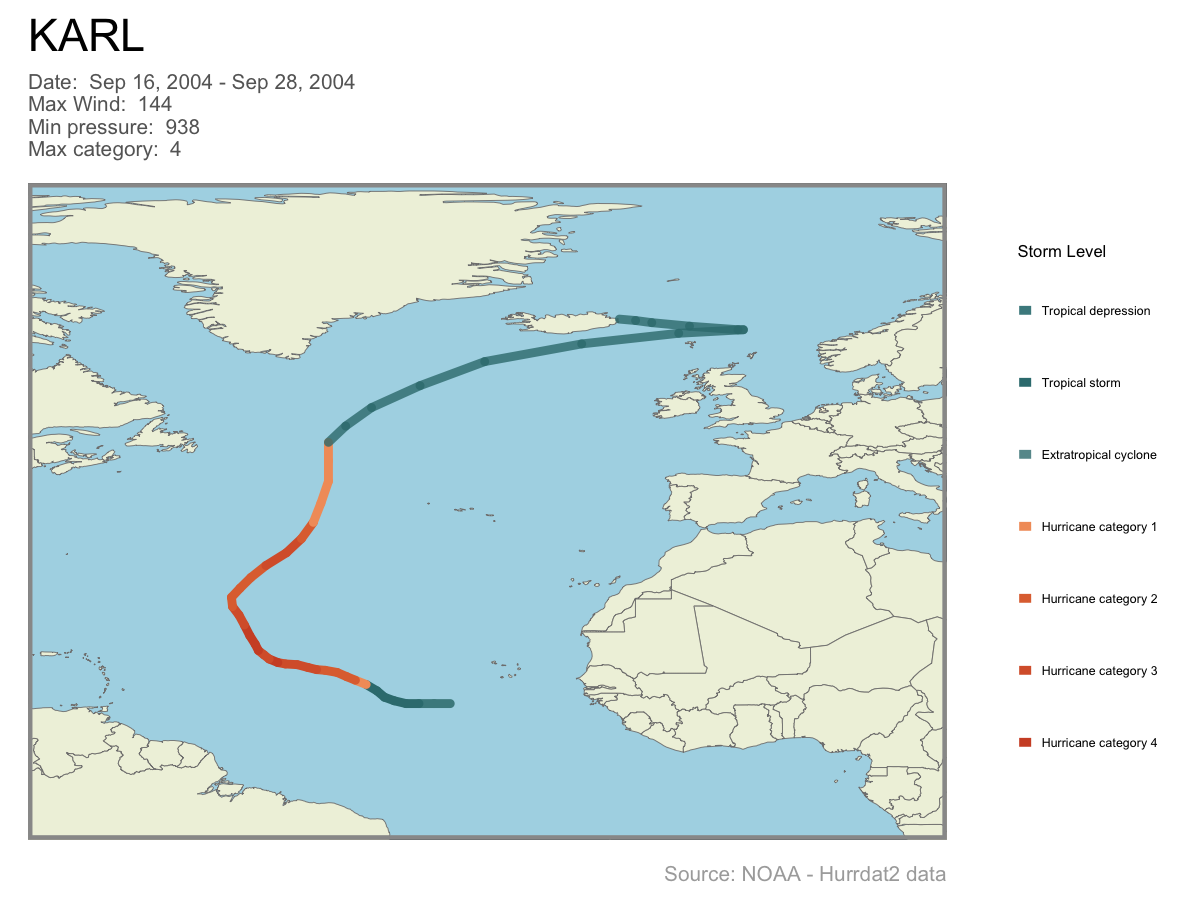 KARL
Date:  Sep 16, 2004 - Sep 28, 2004
Max Wind:  144
Min pressure:  938
Max category:  4
Storm Level
Tropical depression
Tropical storm
Extratropical cyclone
Hurricane category 1
Hurricane category 2
Hurricane category 3
Hurricane category 4
Source: NOAA - Hurrdat2 data